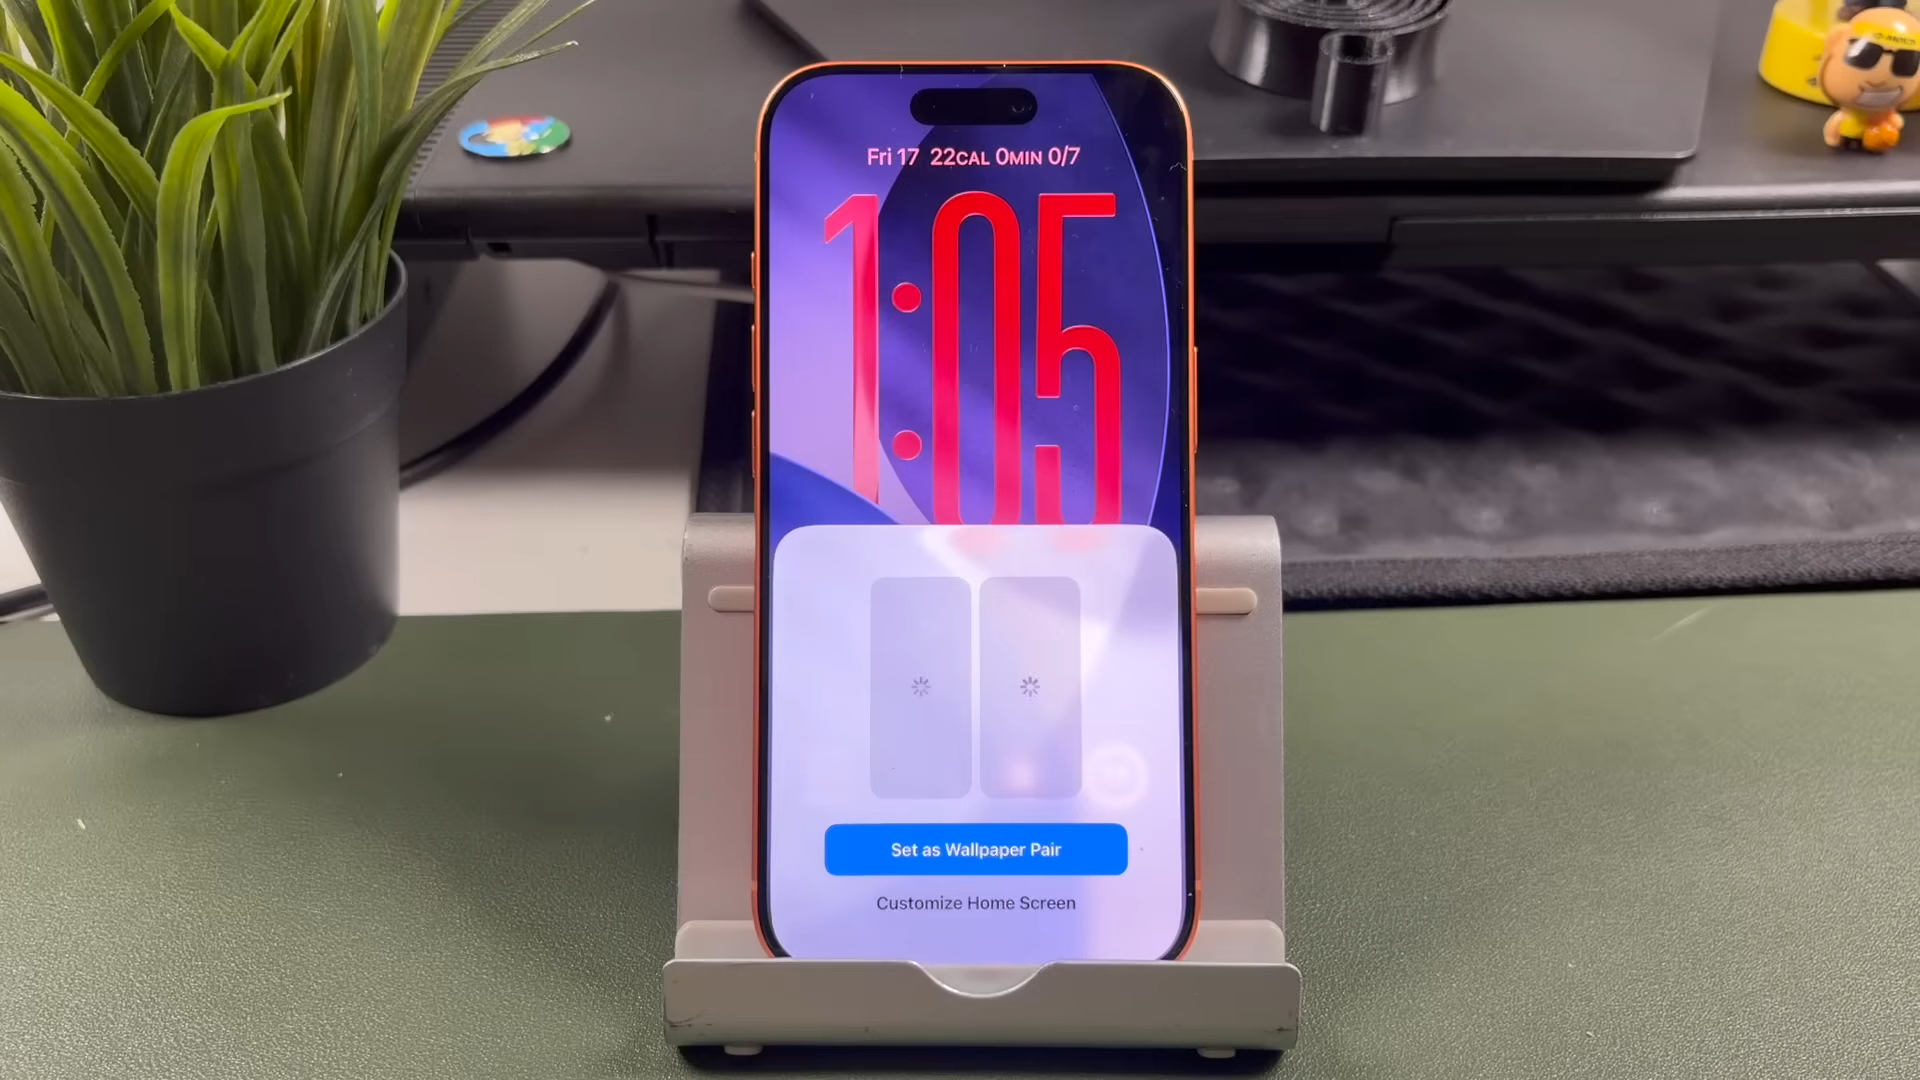 Fri 17 22CAL 0MIN 0/7
1:05
Set as Wallpaper Pair
Customize Home Screen